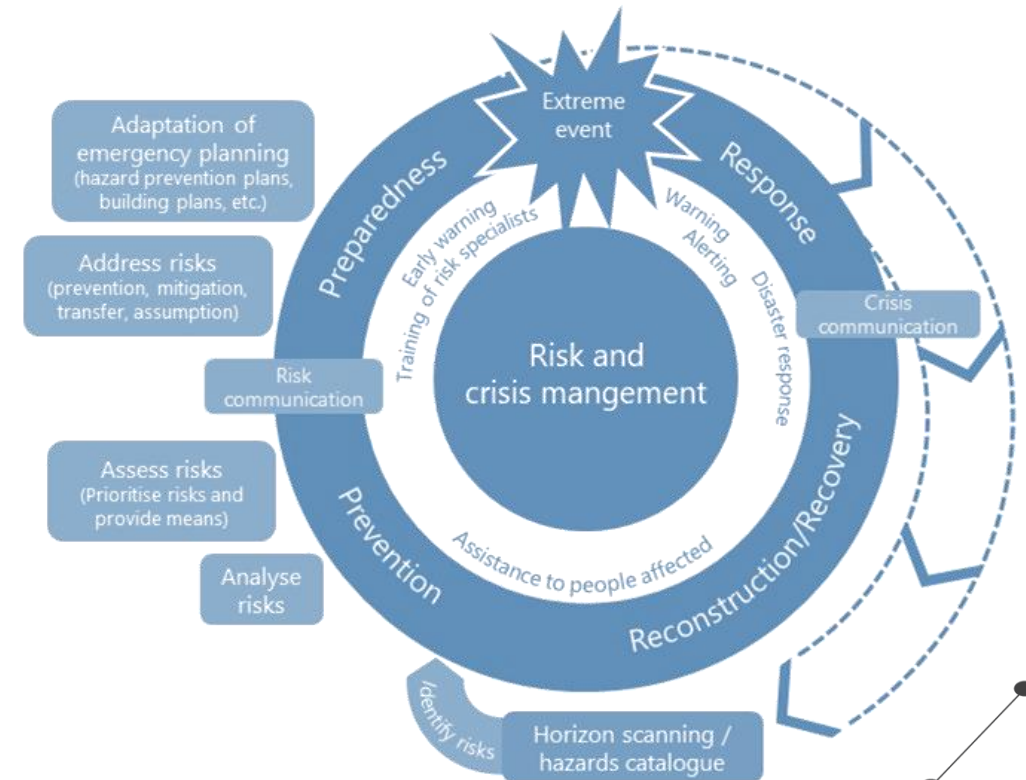 Extreme
event
Adaptation of
emergency planning
(hazard prevention plans,
building plans, etc.)
Address risks
(prevention, mitigation,
transfer, assumption)
Risk
communication
Assess risks
(Prioritise risks and
provide means)
Analyse
risks
Preparedness
Early warning
Training of risk specialists
Prevention
Response
Warning
Alerting
Disaster response
Crisis
communication
Risk and
crisis mangement
Assistance to people affected
Reconstruction/Recovery
Identify risks
Horizon scanning /
hazards catalogue